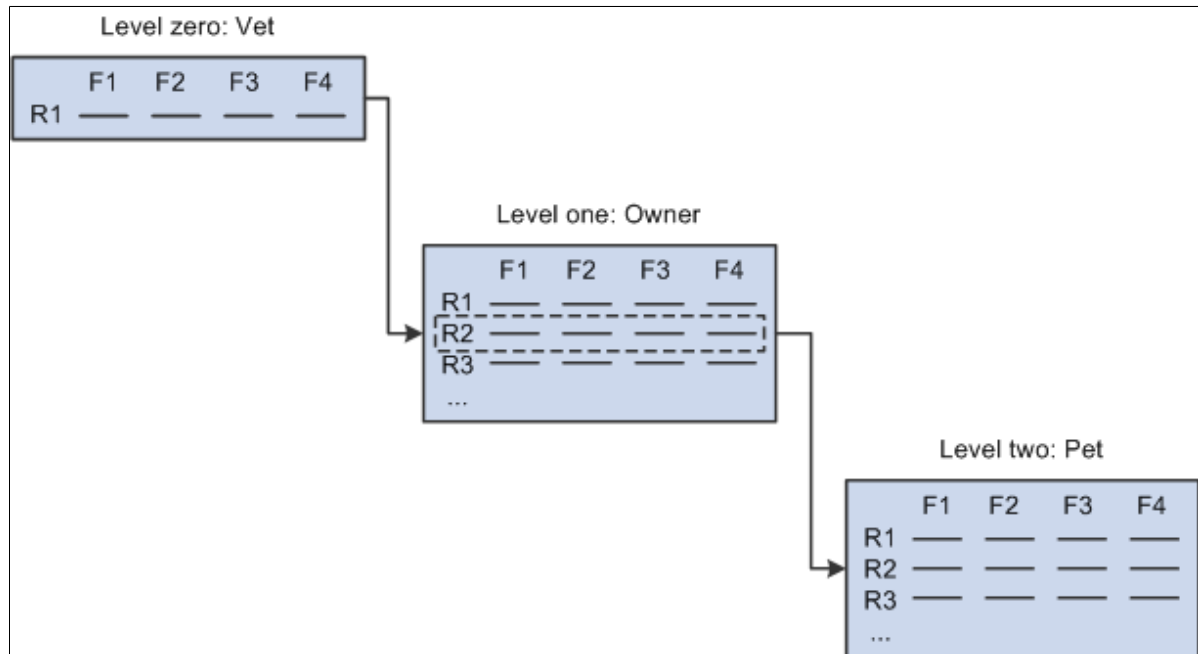 Level zero: Vet
F1 F2 F3 F4
R1
Level one: Owner
F1 F2 F3 F4
R1
R2
R3
...
Level two: Pet
F1 F2 F3 F4
R1
R2
R3
...